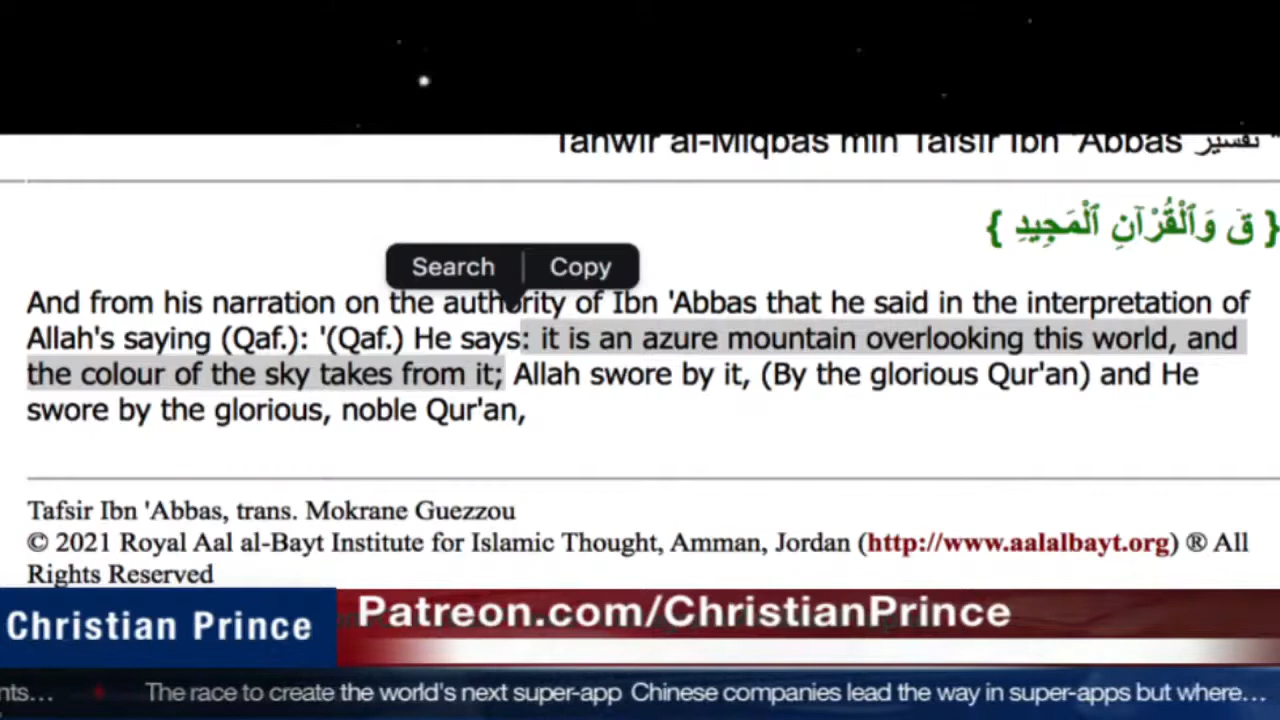 Tanwîr al-Miqbâs min Tafsîr Ibn 'Abbâs تفسير
{ قۤ وَٱلْقُرْآنِ ٱلْمَجِيدِ }
Search Copy
And from his narration on the authority of Ibn 'Abbas that he said in the interpretation of
Allah's saying (Qaf.): '(Qaf.) He says: it is an azure mountain overlooking this world, and
the colour of the sky takes from it; Allah swore by it, (By the glorious Qur'an) and He
swore by the glorious, noble Qur'an,
Tafsir Ibn 'Abbas, trans. Mokrane Guezzou
© 2021 Royal Aal al-Bayt Institute for Islamic Thought, Amman, Jordan (http://www.aalalbayt.org) ® All
Rights Reserved
Christian Prince
Patreon.com/ChristianPrince
nts... The race to create the world's next super-app Chinese companies lead the way in super-apps but where...